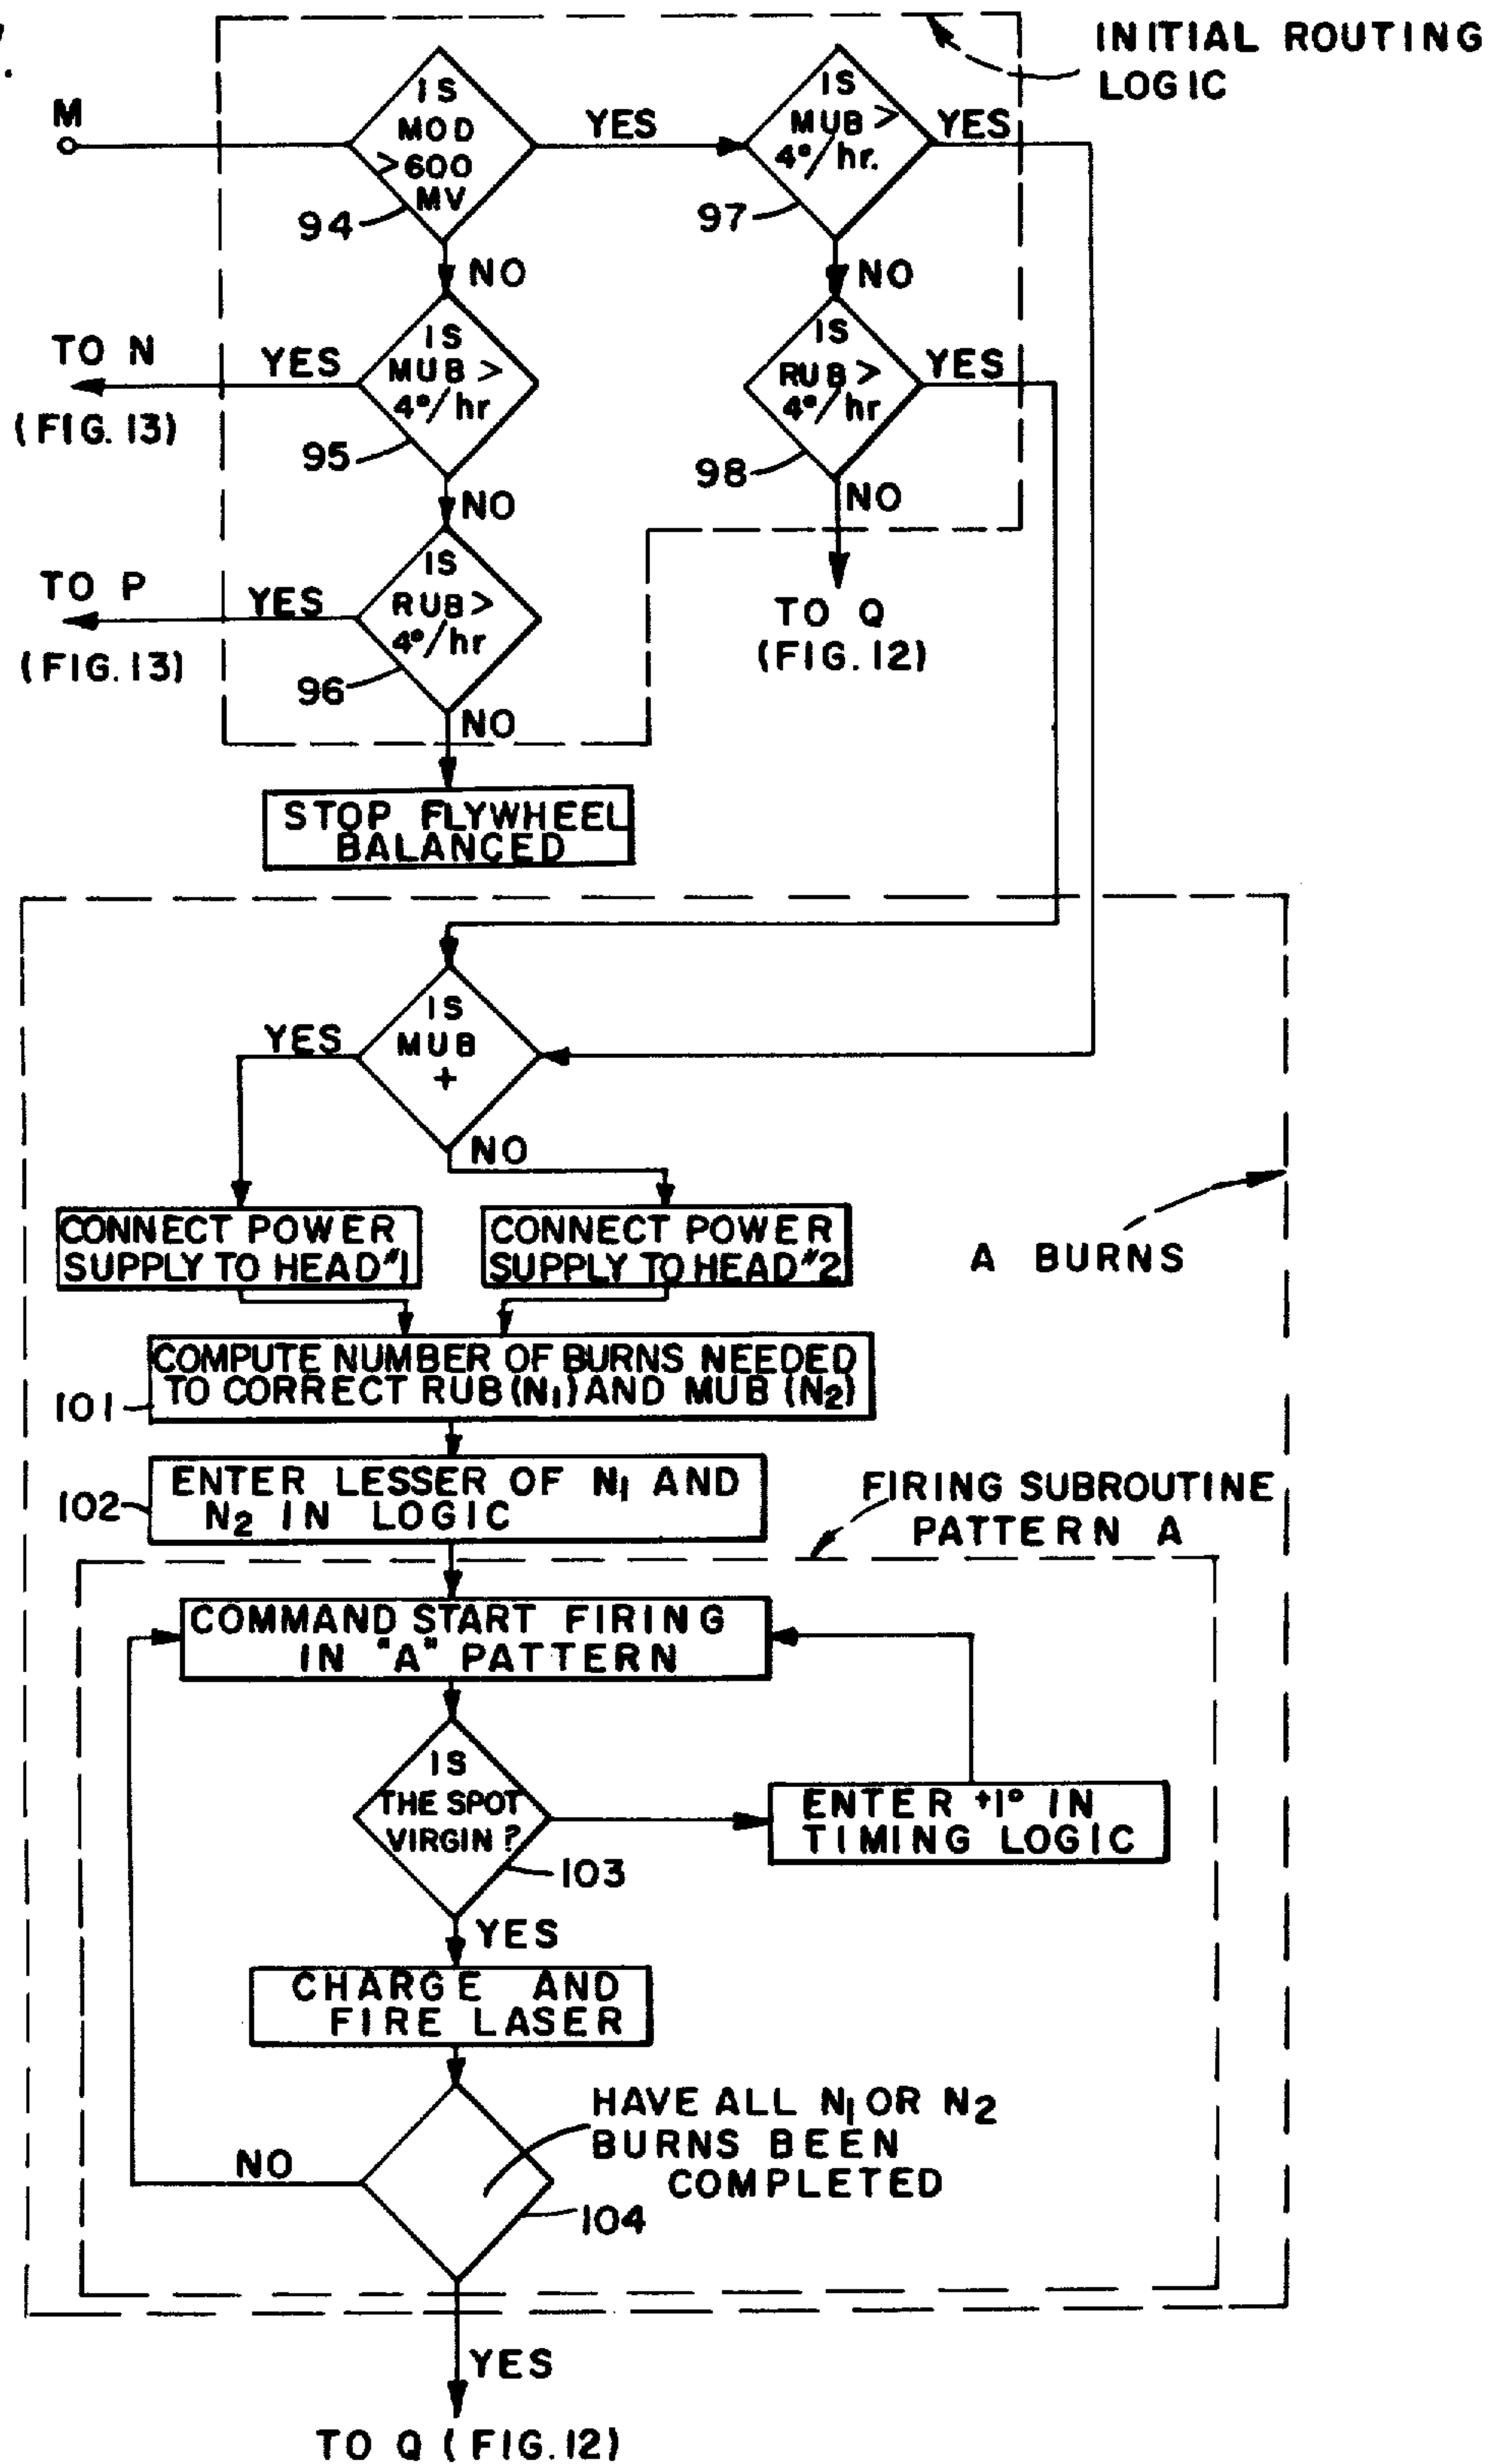 INITIAL ROUTING
LOGIC
M
IS
MOD
>600
MV
94
YES
IS
MUB >
4°/hr.
97
YES
NO
NO
TO N
(FIG. 13)
YES
IS
MUB >
4°/hr
95
IS
RUB >
4°/hr
98
YES
NO
NO
TO P
(FIG. 13)
YES
IS
RUB >
4°/hr
96
TO Q
(FIG. 12)
NO
STOP FLYWHEEL
BALANCED
IS
MUB
+
YES
NO
A BURNS
CONNECT POWER
SUPPLY TO HEAD #1
CONNECT POWER
SUPPLY TO HEAD #2
COMPUTE NUMBER OF BURNS NEEDED
TO CORRECT RUB (N1) AND MUB (N2)
101
ENTER LESSER OF N1 AND
N2 IN LOGIC
102
FIRING SUBROUTINE
PATTERN A
COMMAND START FIRING
IN "A" PATTERN
IS
THE SPOT
VIRGIN ?
103
ENTER +1° IN
TIMING LOGIC
YES
CHARGE AND
FIRE LASER
HAVE ALL N1 OR N2
BURNS BEEN
COMPLETED
104
NO
YES
TO Q (FIG. 12)